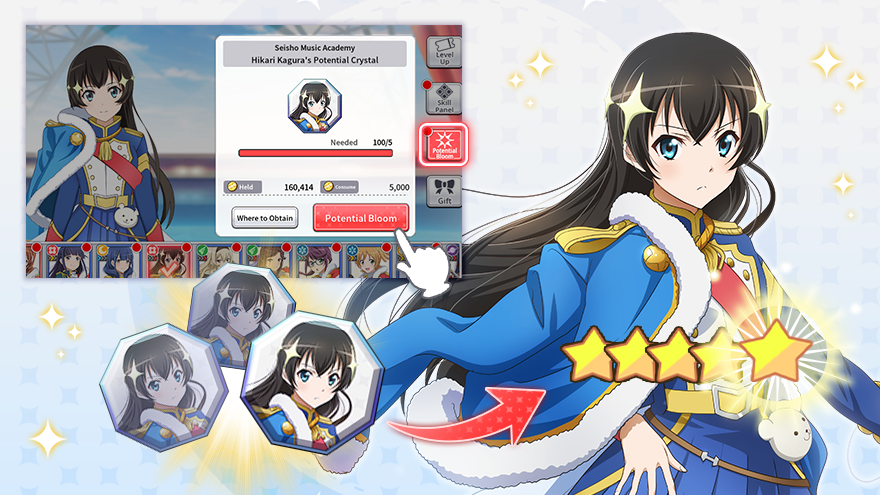 Seisho Music Academy
Hikari Kagura's Potential Crystal
Needed 100/5
Held 160,414 Consume 5,000
Where to Obtain
Potential Bloom
Level
Up
Skill
Panel
Potential
Bloom
Gift